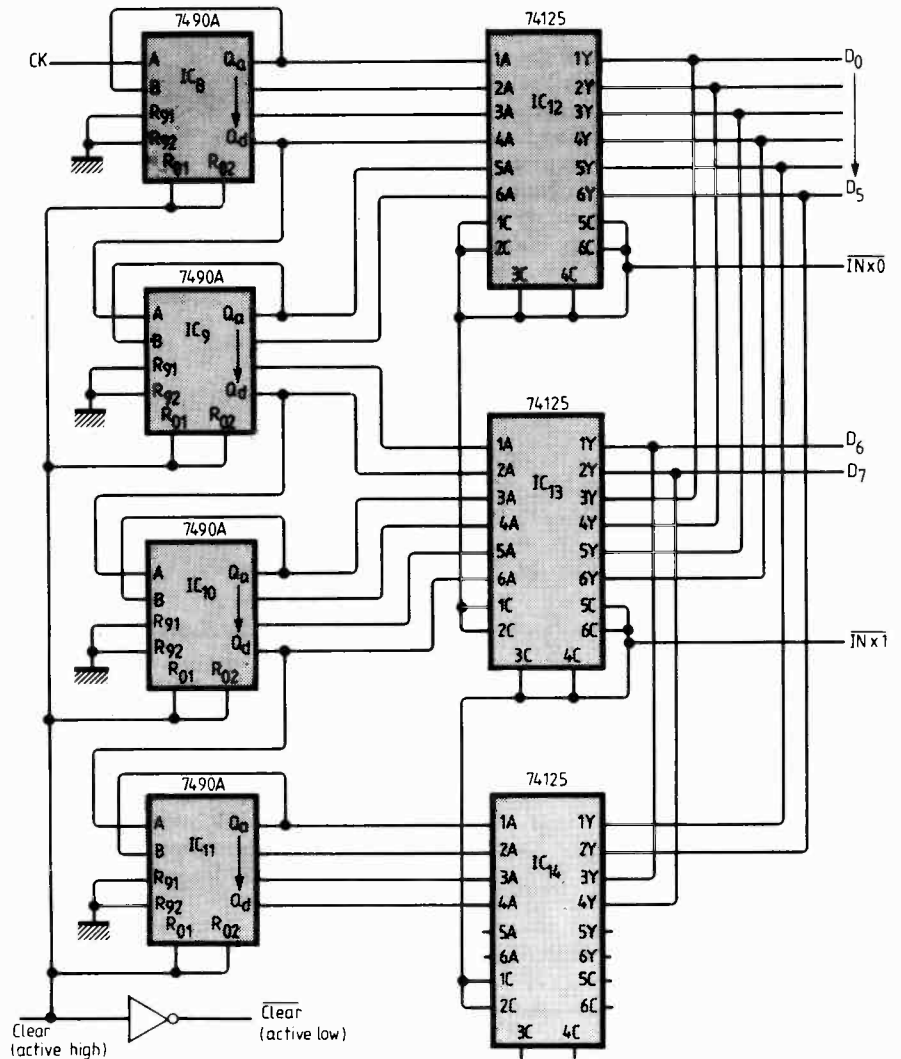 7490A
CK
A
B
R91
R92
R01
R02
IC8
Qa
Qd
74125
1A
2A
3A
4A
5A
6A
1C
2C
3C
4C
IC12
1Y
2Y
3Y
4Y
5Y
6Y
5C
6C
D0
D5
INx0
7490A
A
B
R91
R92
R01
R02
IC9
Qa
Qd
74125
1A
2A
3A
4A
5A
6A
1C
2C
3C
4C
IC13
1Y
2Y
3Y
4Y
5Y
6Y
5C
6C
D6
D7
INx1
7490A
A
B
R91
R92
R01
R02
IC10
Qa
Qd
7490A
A
B
R91
R92
R01
R02
IC11
Qa
Qd
74125
1A
2A
3A
4A
5A
6A
1C
2C
3C
4C
IC14
1Y
2Y
3Y
4Y
5Y
6Y
5C
6C
Clear
(active high)
Clear
(active low)